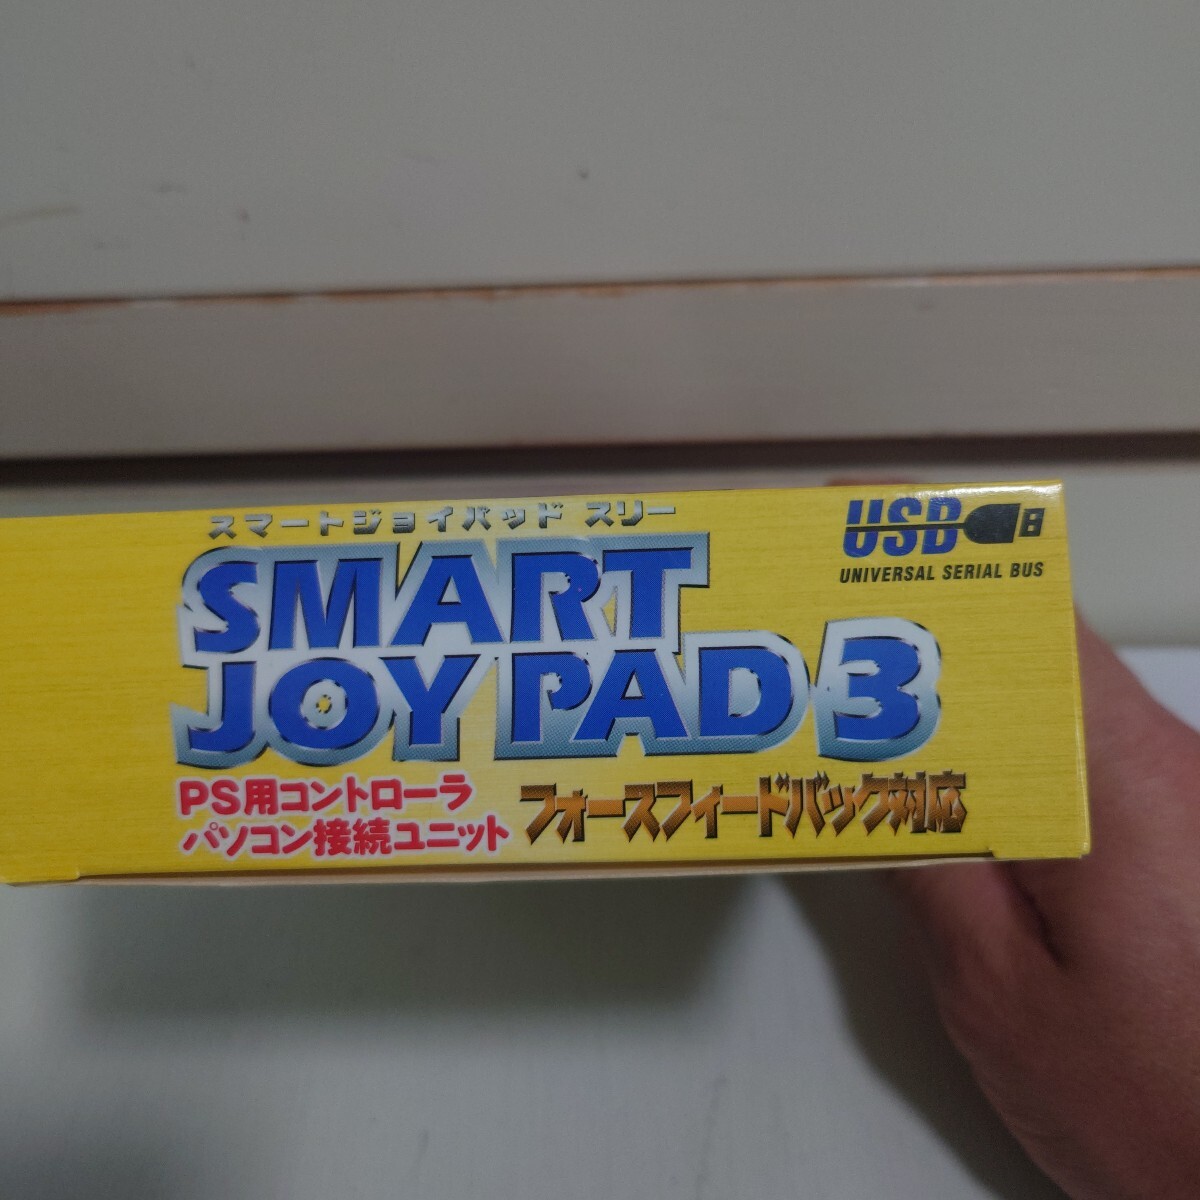 スマートジョイパッド スリー
SMART
JOY PAD 3
PS用コントローラ
パソコン接続ユニット
フォースフィードバック対応
USB
UNIVERSAL SERIAL BUS